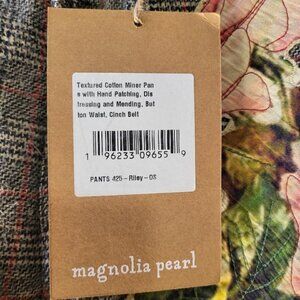 Textured Cotton Miner Pan
s with Hand Patching, Dis
tressing and Mending, But
ton Waist, Cinch Belt
1 96233 09655 9
PANTS 425-Riley-OS
magnolia pearl